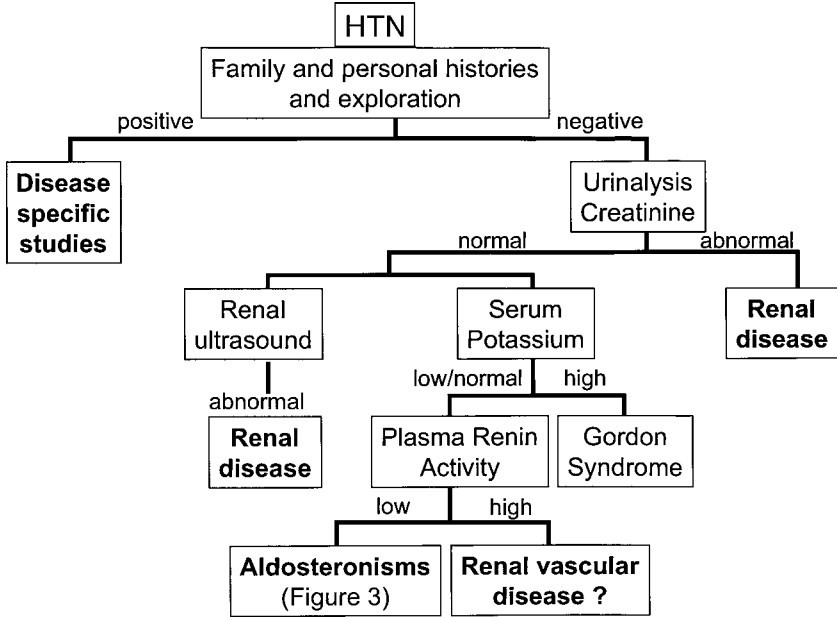 HTN
Family and personal histories
and exploration
positive
negative
Disease
specific
studies
Urinalysis
Creatinine
normal
abnormal
Renal
ultrasound
Serum
Potassium
Renal
disease
abnormal
Renal
disease
low/normal
high
Plasma Renin
Activity
Gordon
Syndrome
low
high
Aldosteronisms
(Figure 3)
Renal vascular
disease ?